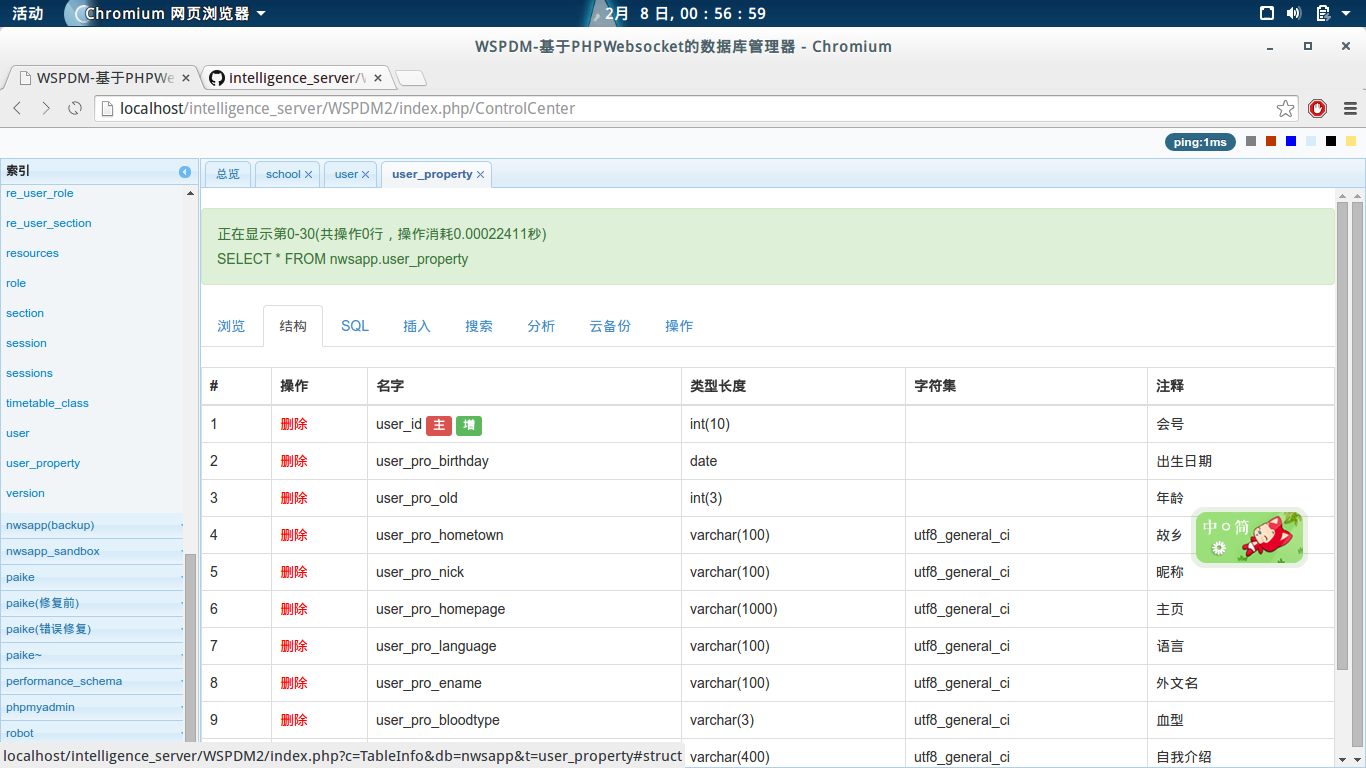 活动 Chromium 网页浏览器 2月 8 日, 00 : 56 : 59
WSPDM-基于PHPWebsocket的数据库管理器 - Chromium
WSPDM-基于PHPWe intelligence_server/
localhost/intelligence_server/WSPDM2/index.php/ControlCenter
ping:1ms
索引
re_user_role
re_user_section
resources
role
section
session
sessions
timetable_class
user
user_property
version
nwsapp(backup)
nwsapp_sandbox
paike
paike(修复前)
paike(错误修复)
paike~
performance_schema
phpmyadmin
robot
总览 school user user_property
正在显示第0-30(共操作0行，操作消耗0.00022411秒)
SELECT * FROM nwsapp.user_property
浏览 结构 SQL 插入 搜索 分析 云备份 操作
# 操作 名字 类型长度 字符集 注释
1 删除 user_id 主 增 int(10) 会号
2 删除 user_pro_birthday date 出生日期
3 删除 user_pro_old int(3) 年龄
4 删除 user_pro_hometown varchar(100) utf8_general_ci 故乡
5 删除 user_pro_nick varchar(100) utf8_general_ci 昵称
6 删除 user_pro_homepage varchar(1000) utf8_general_ci 主页
7 删除 user_pro_language varchar(100) utf8_general_ci 语言
8 删除 user_pro_ename varchar(100) utf8_general_ci 外文名
9 删除 user_pro_bloodtype varchar(3) utf8_general_ci 血型
varchar(400) utf8_general_ci 自我介绍
中 简
localhost/intelligence_server/WSPDM2/index.php?c=TableInfo&db=nwsapp&t=user_property#struct